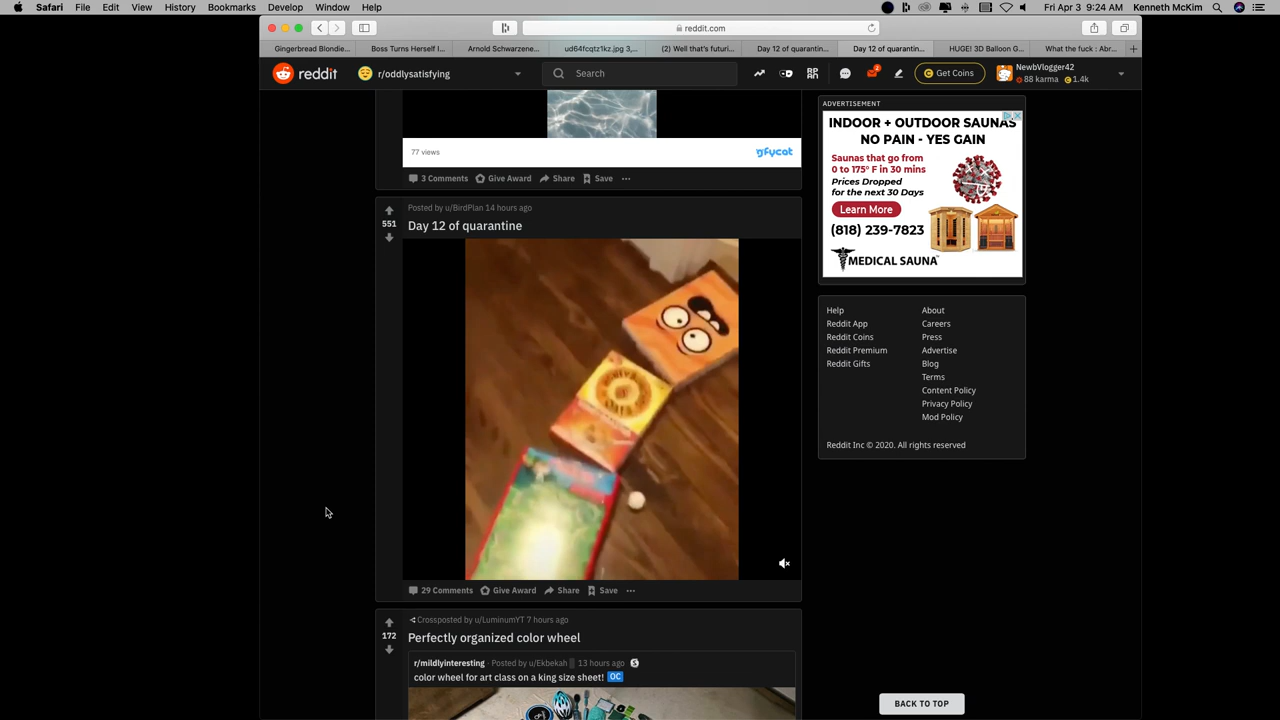 Safari File Edit View History Bookmarks Develop Window Help Fri Apr 3 9:24 AM Kenneth McKim
reddit.com
Gingerbread Blondie... Boss Turns Herself I... Arnold Schwarzene... ud64fcqtz1kz.jpg 3,... (2) Well that's futuri... Day 12 of quarantin... Day 12 of quarantin... HUGE! 3D Balloon G... What the fuck : Abr...
reddit r/oddlysatisfying Search 2 Get Coins NewbVlogger42
88 karma 1.4k
77 views gfycat
3 Comments Give Award Share Save
Posted by u/BirdPlan 14 hours ago
551
Day 12 of quarantine
29 Comments Give Award Share Save
Crossposted by u/LuminumYT 7 hours ago
172
Perfectly organized color wheel
r/mildlyinteresting · Posted by u/Ekbekah 13 hours ago
color wheel for art class on a king size sheet! OC
ADVERTISEMENT
INDOOR + OUTDOOR SAUNAS
NO PAIN - YES GAIN
Saunas that go from
0 to 175° F in 30 mins
Prices Dropped
for the next 30 Days
Learn More
(818) 239-7823
MEDICAL SAUNA
Help About
Reddit App Careers
Reddit Coins Press
Reddit Premium Advertise
Reddit Gifts Blog
Terms
Content Policy
Privacy Policy
Mod Policy
Reddit Inc © 2020. All rights reserved
BACK TO TOP